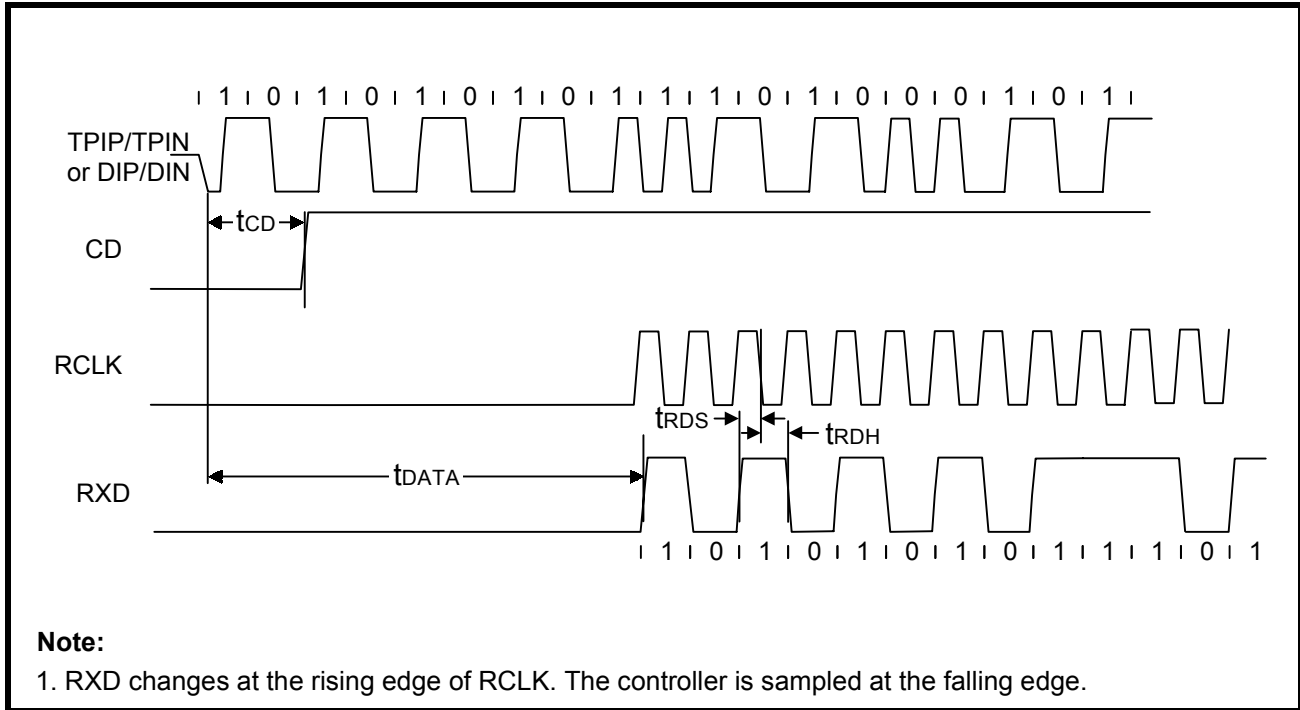 1 0 1 0 1 0 1 0 1 1 1 0 1 0 0 0 1 0 1
TPIP/TPIN
or DIP/DIN
tCD
CD
RCLK
tRDS
tRDH
tDATA
RXD
1 0 1 0 1 0 1 0 1 1 1 0 1
Note:
1. RXD changes at the rising edge of RCLK. The controller is sampled at the falling edge.